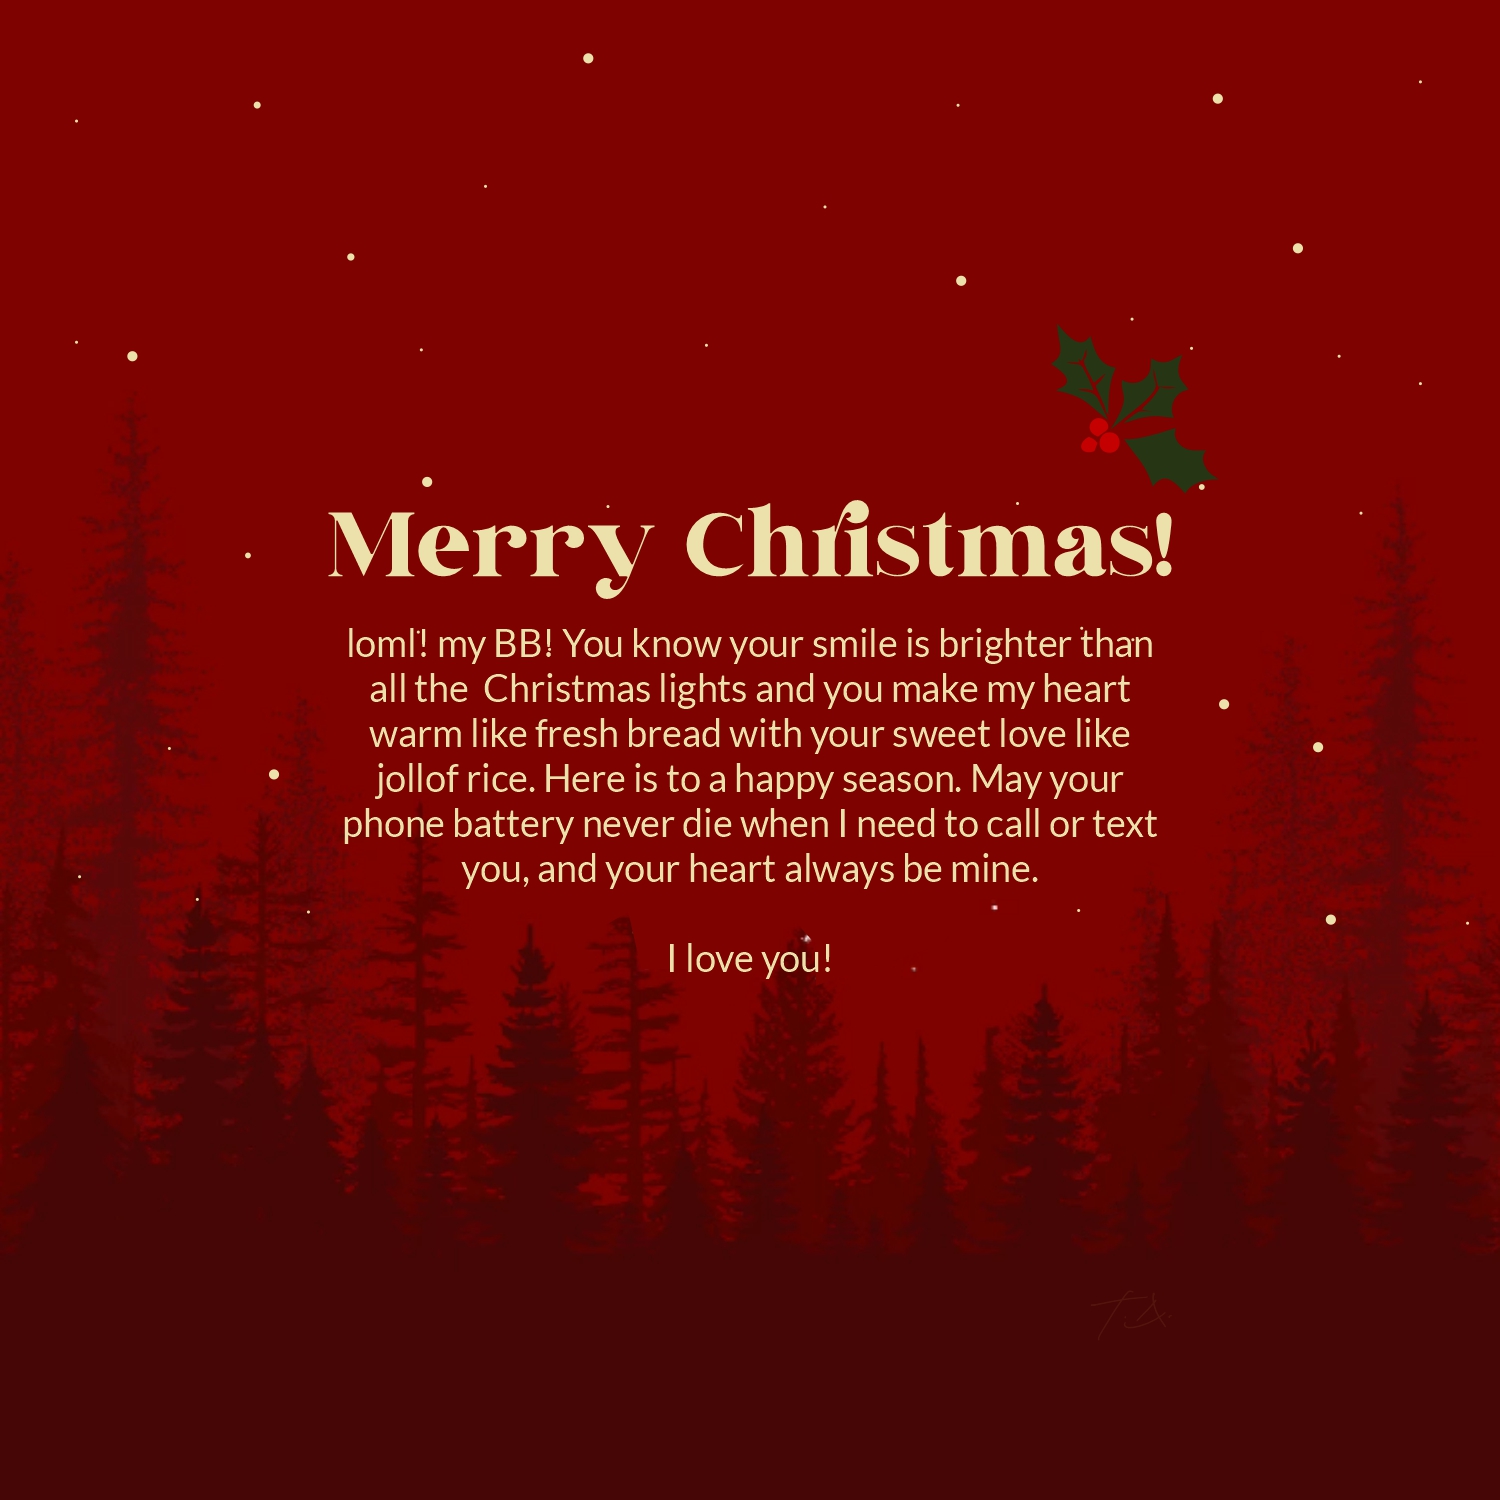 Merry Christmas!
loml! my BB! You know your smile is brighter than
all the  Christmas lights and you make my heart
warm like fresh bread with your sweet love like
jollof rice. Here is to a happy season. May your
phone battery never die when I need to call or text
you, and your heart always be mine.
I love you!